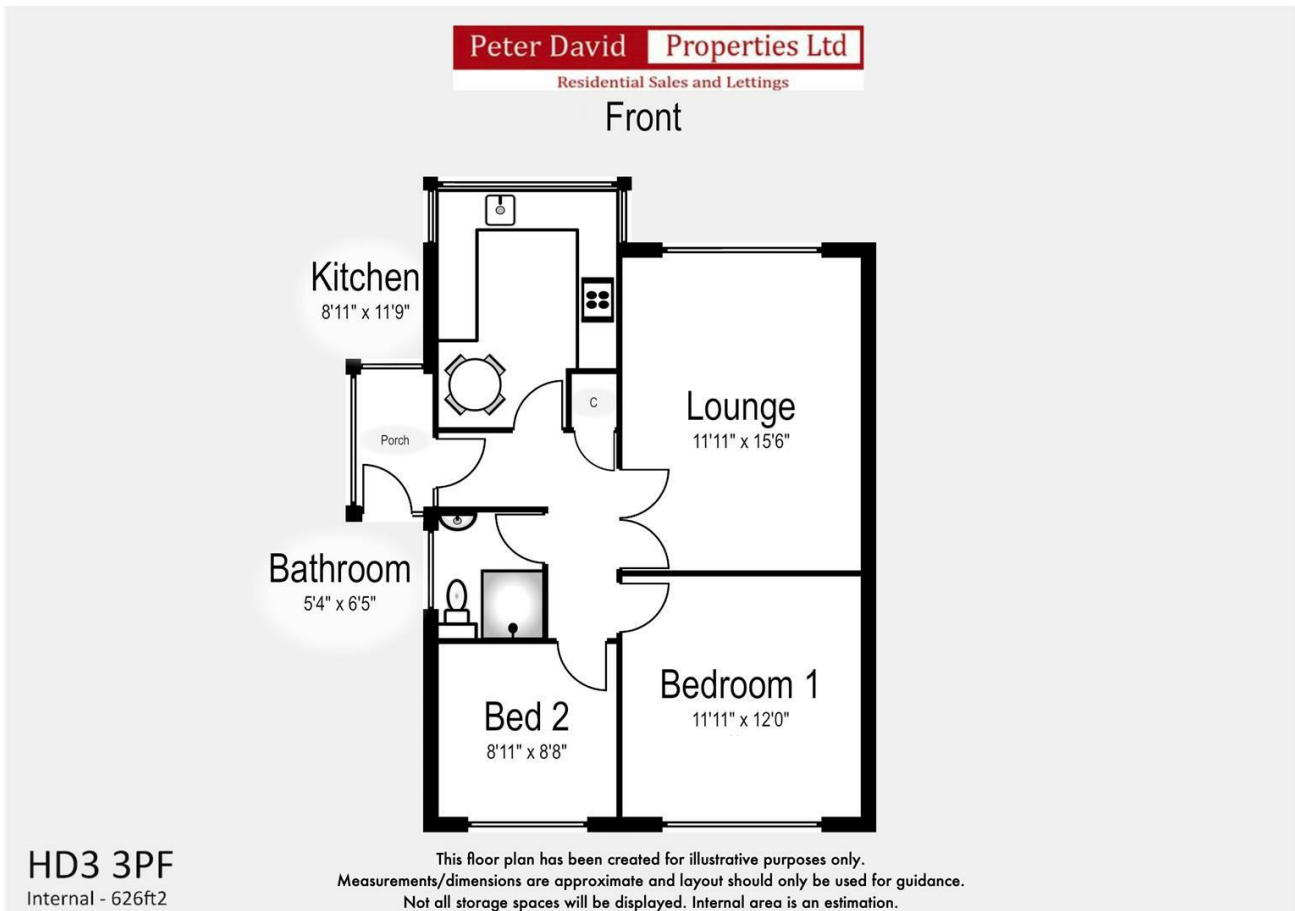 Peter David Properties Ltd
Residential Sales and Lettings
Front
Kitchen
8'11" x 11'9"
C
Lounge
11'11" x 15'6"
Porch
Bathroom
5'4" x 6'5"
Bedroom 1
11'11" x 12'0"
Bed 2
8'11" x 8'8"
HD3 3PF
Internal - 626ft2
This floor plan has been created for illustrative purposes only.
Measurements/dimensions are approximate and layout should only be used for guidance.
Not all storage spaces will be displayed. Internal area is an estimation.